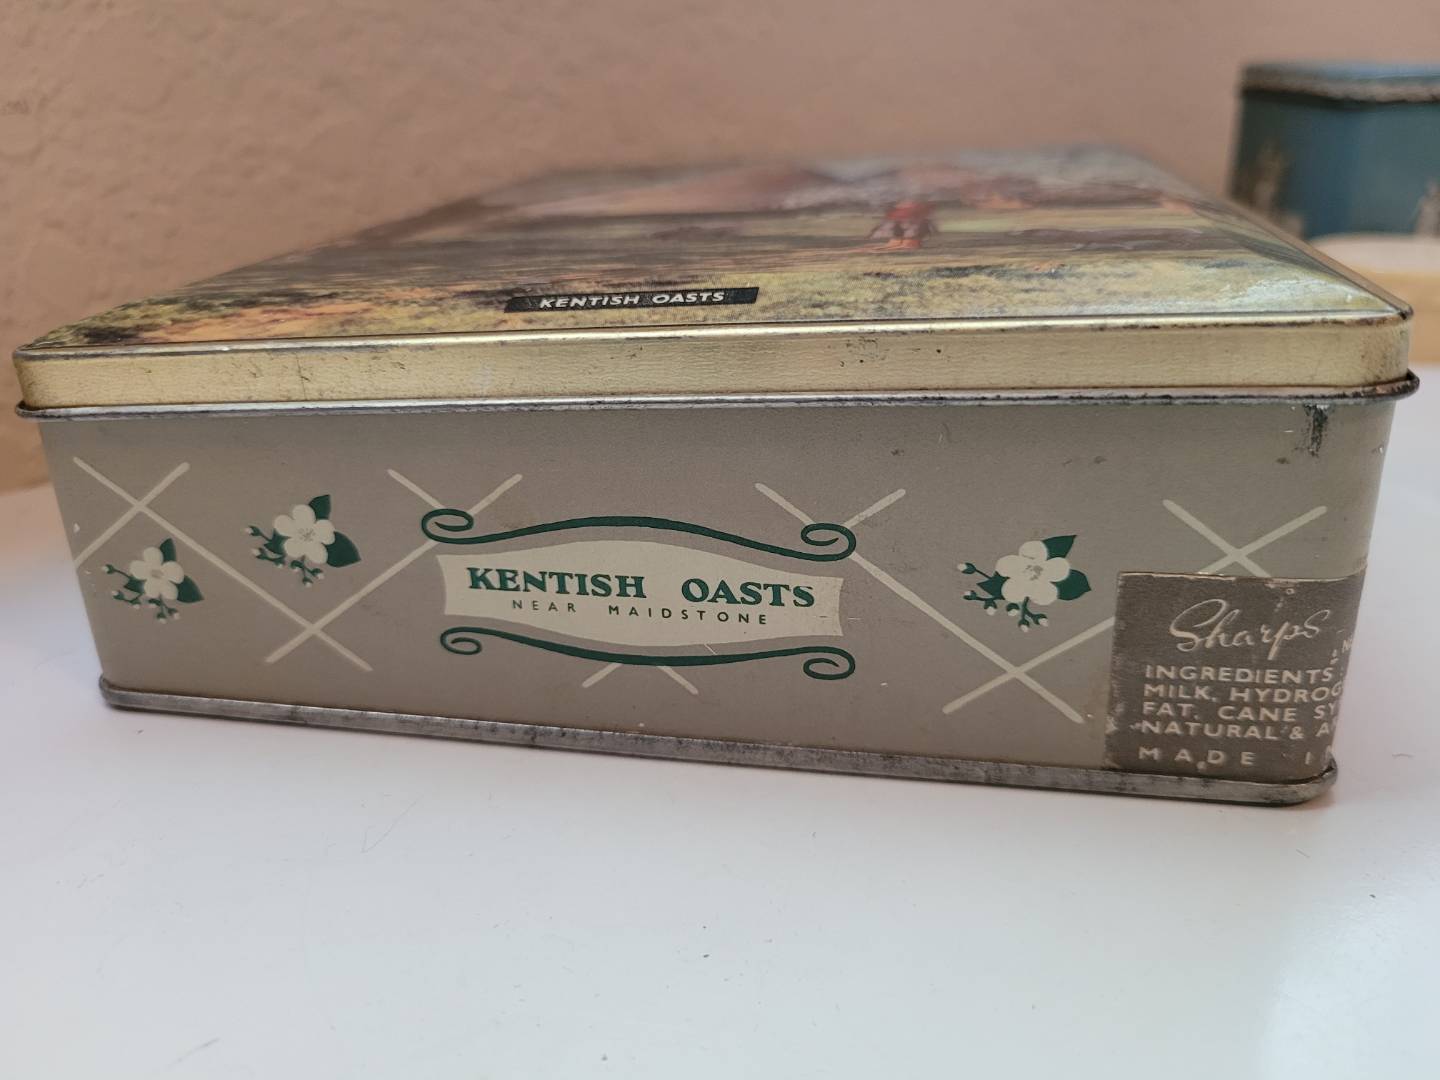 KENTISH OASTS
KENTISH OASTS
NEAR MAIDSTONE
Sharps
INGREDIENTS
MILK, HYDROG
FAT, CANE SY
NATURAL & A
MADE I